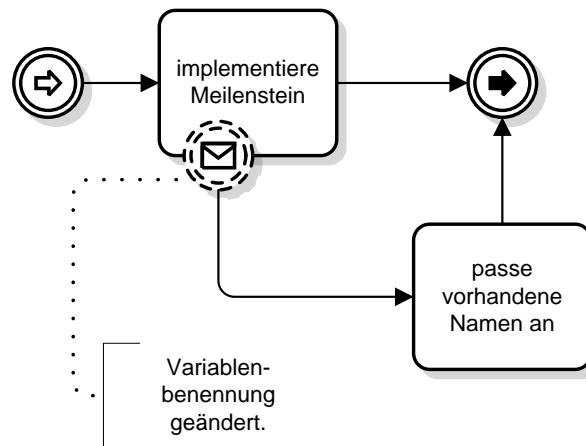 implementiere
Meilenstein
passe
vorhandene
Namen an
Variablen-
benennung
geändert.